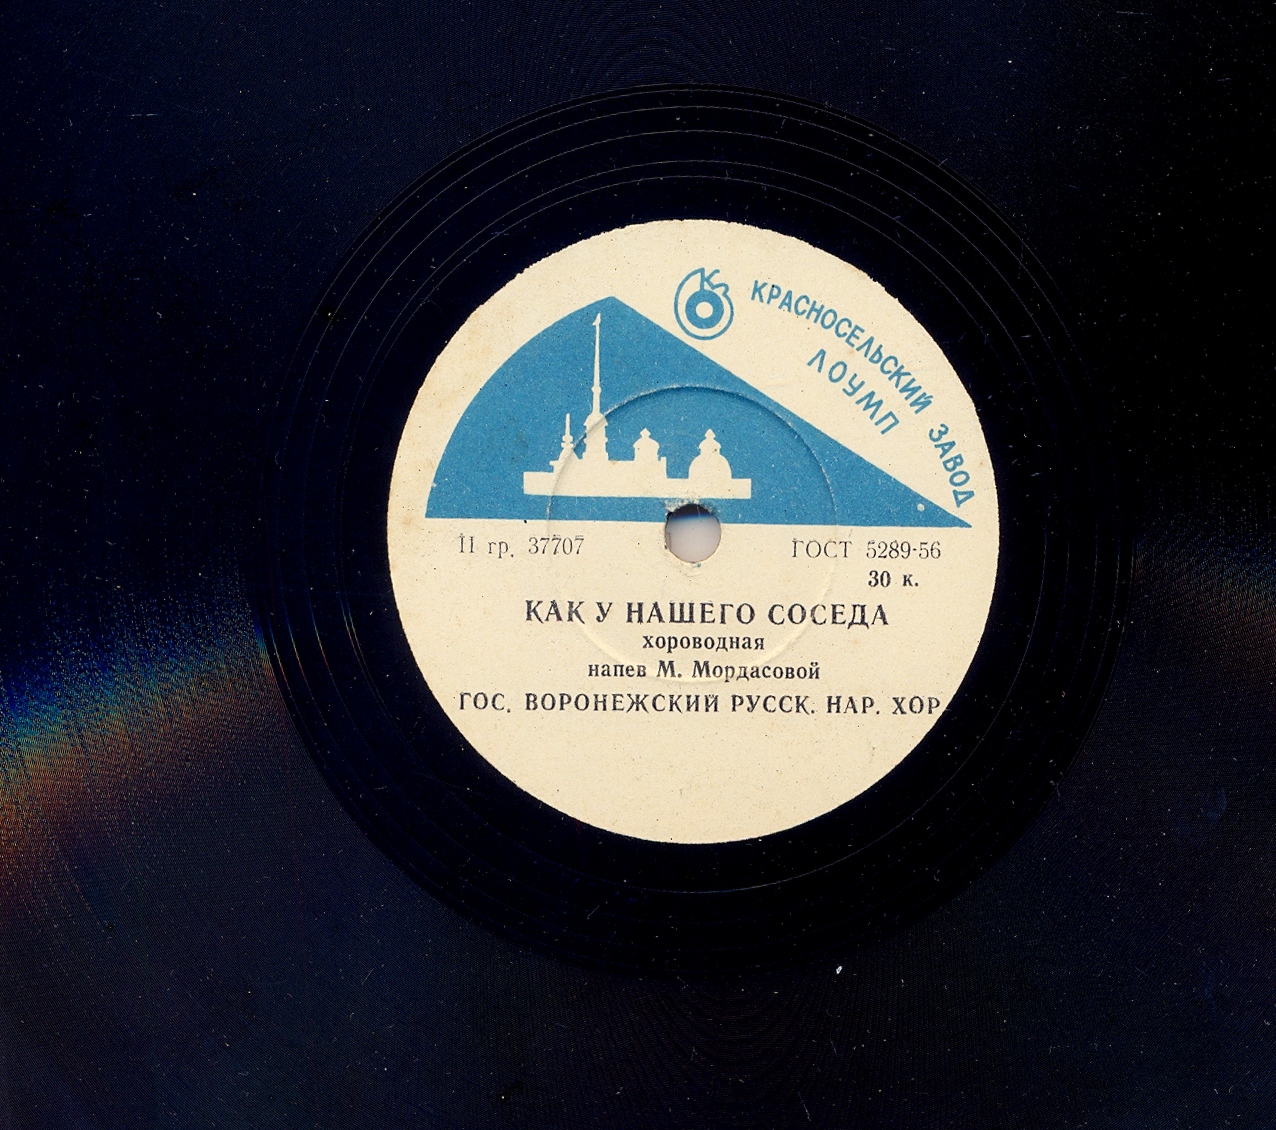 КРАСНОСЕЛЬСКИЙ ЗАВОД
ЛОУМП
II гр. 37707
ГОСТ 5289-56
30 к.
КАК У НАШЕГО СОСЕДА
хороводная
напев М. Мордасовой
ГОС. ВОРОНЕЖСКИЙ РУССК. НАР. ХОР